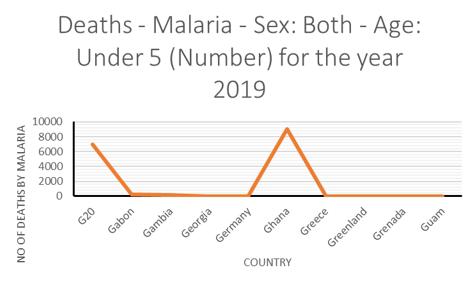 Deaths - Malaria - Sex: Both - Age:
Under 5 (Number) for the year
2019
NO OF DEATHS BY MALARIA
10000
8000
6000
4000
2000
0
G20
Gabon
Gambia
Georgia
Germany
Ghana
Greece
Greenland
Grenada
Guam
COUNTRY